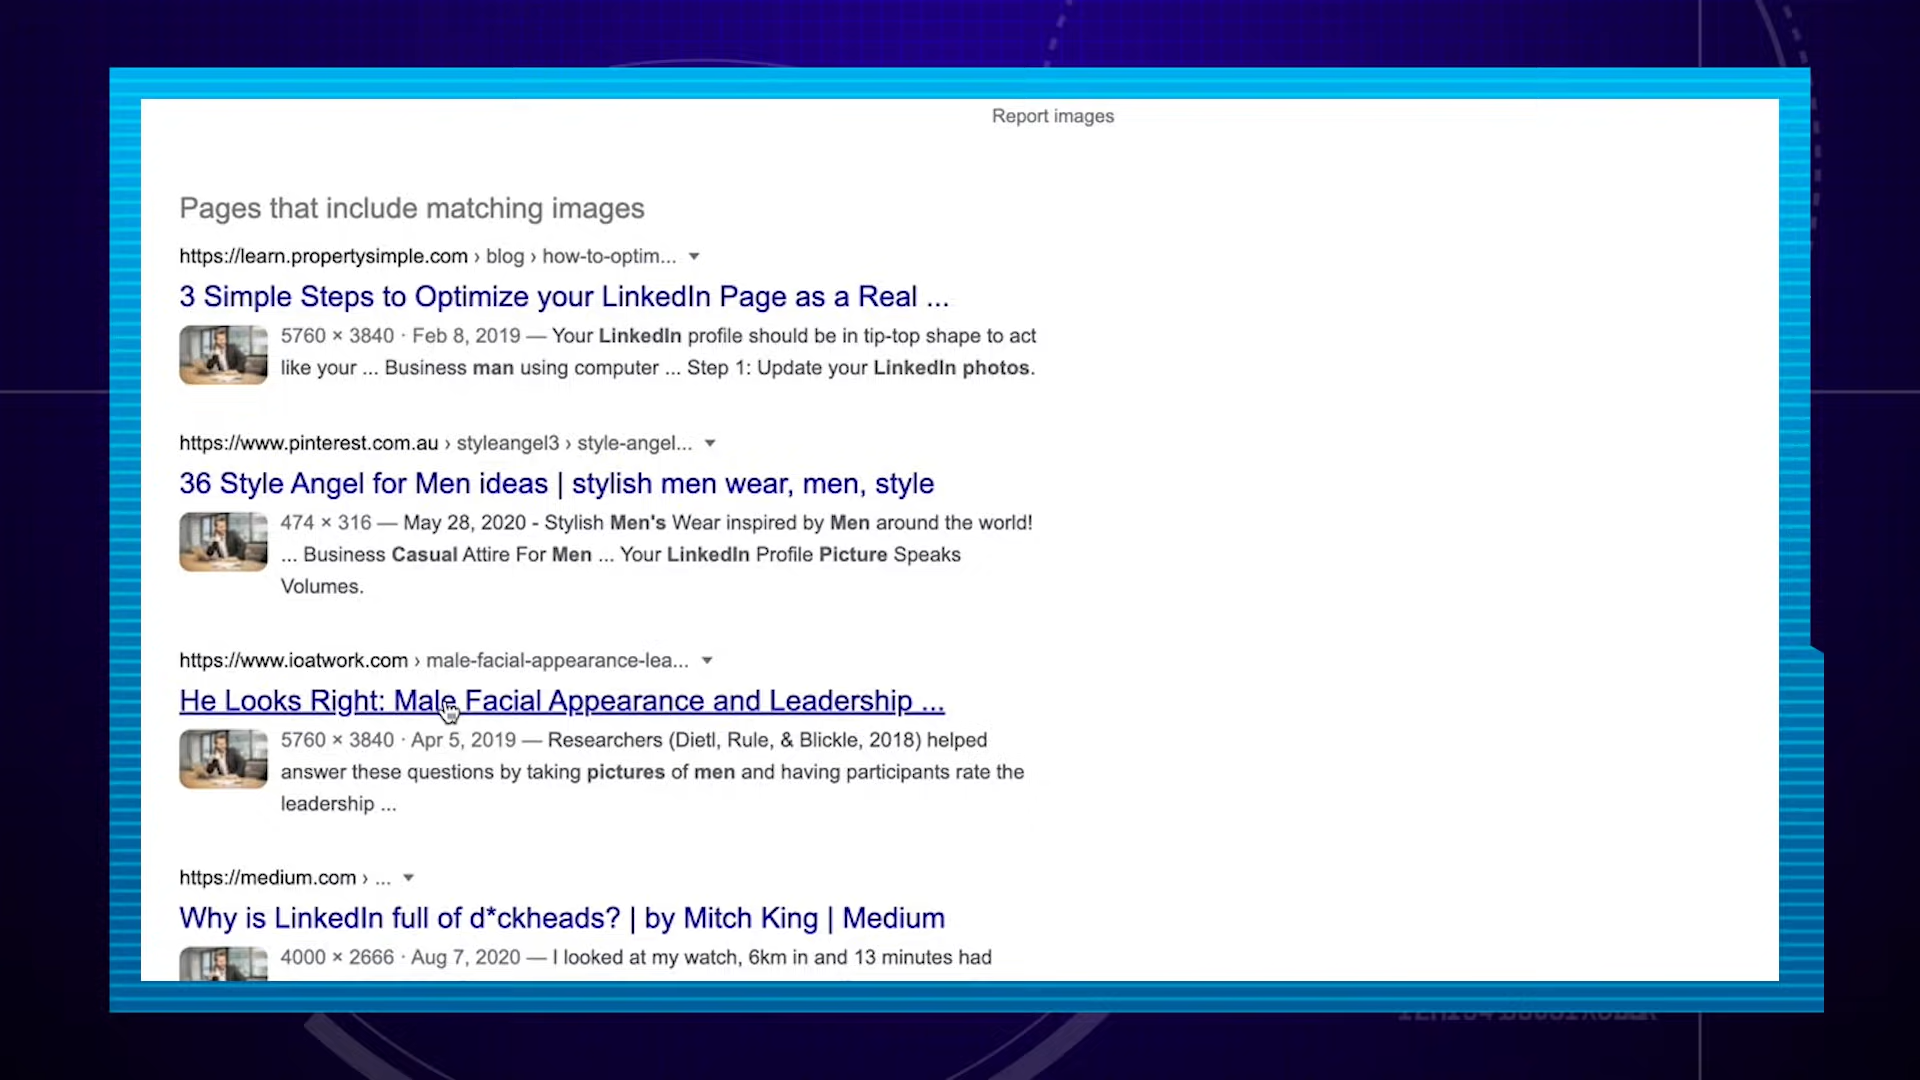 Report images
Pages that include matching images
https://learn.propertysimple.com › blog › how-to-optim...
3 Simple Steps to Optimize your LinkedIn Page as a Real ...
5760 × 3840 · Feb 8, 2019 — Your LinkedIn profile should be in tip-top shape to act
like your ... Business man using computer ... Step 1: Update your LinkedIn photos.
https://www.pinterest.com.au › styleangel3 › style-angel...
36 Style Angel for Men ideas | stylish men wear, men, style
474 × 316 — May 28, 2020 - Stylish Men's Wear inspired by Men around the world!
... Business Casual Attire For Men ... Your LinkedIn Profile Picture Speaks
Volumes.
https://www.ioatwork.com › male-facial-appearance-lea...
He Looks Right: Male Facial Appearance and Leadership ...
5760 × 3840 · Apr 5, 2019 — Researchers (Dietl, Rule, & Blickle, 2018) helped
answer these questions by taking pictures of men and having participants rate the
leadership ...
https://medium.com › ...
Why is LinkedIn full of d*ckheads? | by Mitch King | Medium
4000 × 2666 · Aug 7, 2020 — I looked at my watch, 6km in and 13 minutes had